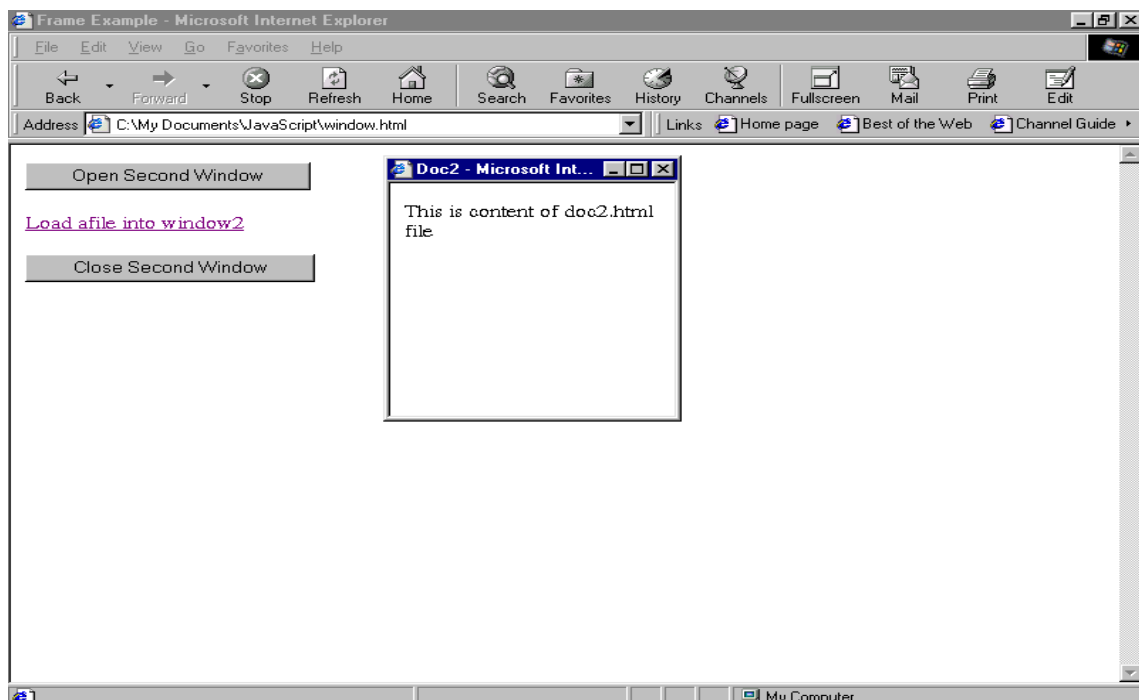 Frame Example - Microsoft Internet Explorer
File Edit View Go Favorites Help
Back Forward Stop Refresh Home Search Favorites History Channels Fullscreen Mail Print Edit
Address C:\My Documents\JavaScript\window.html Links Home page Best of the Web Channel Guide
Open Second Window
Load afile into window2
Close Second Window
Doc2 - Microsoft Int...
This is content of doc2.html
file
My Computer